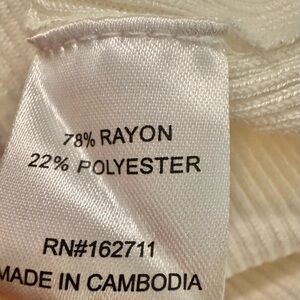 78% RAYON
22% POLYESTER
RN#162711
MADE IN CAMBODIA